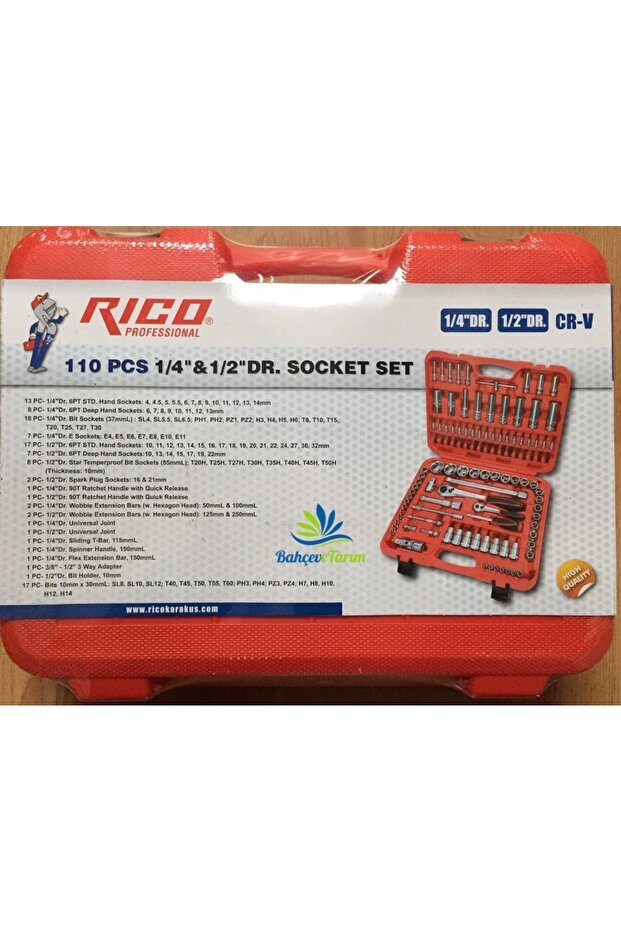 RICO®
PROFESSIONAL
1/4"DR. 1/2"DR. CR-V
110 PCS 1/4"&1/2"DR. SOCKET SET
13 PC- 1/4"Dr. 6PT STD. Hand Sockets: 4, 4.5, 5, 5.5, 6, 7, 8, 9, 10, 11, 12, 13, 14mm
8 PC- 1/4"Dr. 6PT Deep Hand Sockets: 6, 7, 8, 9, 10, 11, 12, 13mm
18 PC- 1/4"Dr. Bit Sockets (37mmL) : SL4, SL5.5, SL6.5; PH1, PH2; PZ1, PZ2; H3, H4, H5, H6; T8, T10, T15,
T20, T25, T27, T30
7 PC- 1/4"Dr. E Sockets: E4, E5, E6, E7, E8, E10, E11
17 PC- 1/2"Dr. 6PT STD. Hand Sockets: 10, 11, 12, 13, 14, 15, 16, 17, 18, 19, 20, 21, 22, 24, 27, 30, 32mm
7 PC- 1/2"Dr. 6PT Deep Hand Sockets:10, 13, 14, 15, 17, 19, 22mm
8 PC- 1/2"Dr. Star Temperproof Bit Sockets (55mmL): T20H, T25H, T27H, T30H, T35H, T40H, T45H, T50H
(Thickness: 10mm)
2 PC- 1/2"Dr. Spark Plug Sockets: 16 & 21mm
1 PC- 1/4"Dr. 90T Ratchet Handle with Quick Release
1 PC- 1/2"Dr. 90T Ratchet Handle with Quick Release
2 PC- 1/4"Dr. Wobble Extension Bars (w. Hexagon Head): 50mmL & 100mmL
2 PC- 1/2"Dr. Wobble Extension Bars (w. Hexagon Head): 125mm & 250mmL
1 PC- 1/4"Dr. Universal Joint
1 PC- 1/2"Dr. Universal Joint
1 PC- 1/4"Dr. Sliding T-Bar, 115mmL
1 PC- 1/4"Dr. Spinner Handle, 150mmL
1 PC- 1/4"Dr. Flex Extension Bar, 150mmL
1 PC- 3/8" - 1/2" 3 Way Adapter
1 PC- 1/2"Dr. Bit Holder, 10mm
17 PC- Bits 10mm x 30mmL: SL8, SL10, SL12; T40, T45, T50, T55, T60; PH3, PH4; PZ3, PZ4; H7, H8, H10,
H12, H14
BahçeveTarım
HIGH
QUALITY
www.ricokarakus.com